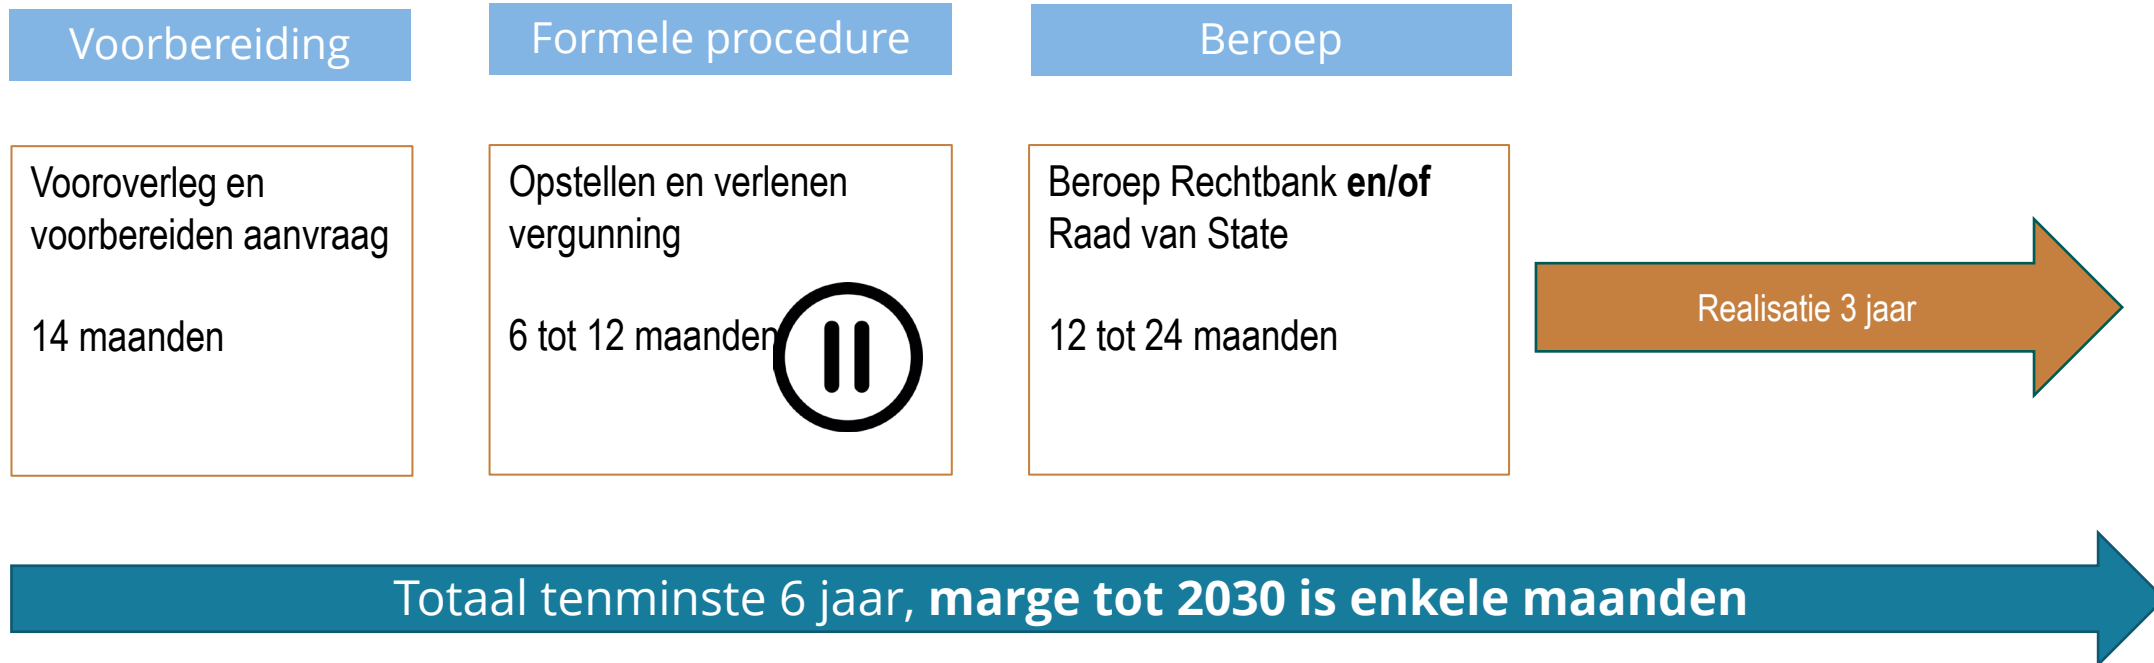 Voorbereiding
Formele procedure
Beroep
Vooroverleg en
voorbereiden aanvraag
14 maanden
Opstellen en verlenen
vergunning
6 tot 12 maanden
Beroep Rechtbank en/of
Raad van State
12 tot 24 maanden
Realisatie 3 jaar
Totaal tenminste 6 jaar, marge tot 2030 is enkele maanden